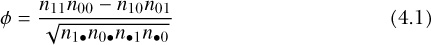 ϕ = (n₁₁n₀₀ − n₁₀n₀₁) / √(n₁•n₀•n•₁n•₀) (4.1)